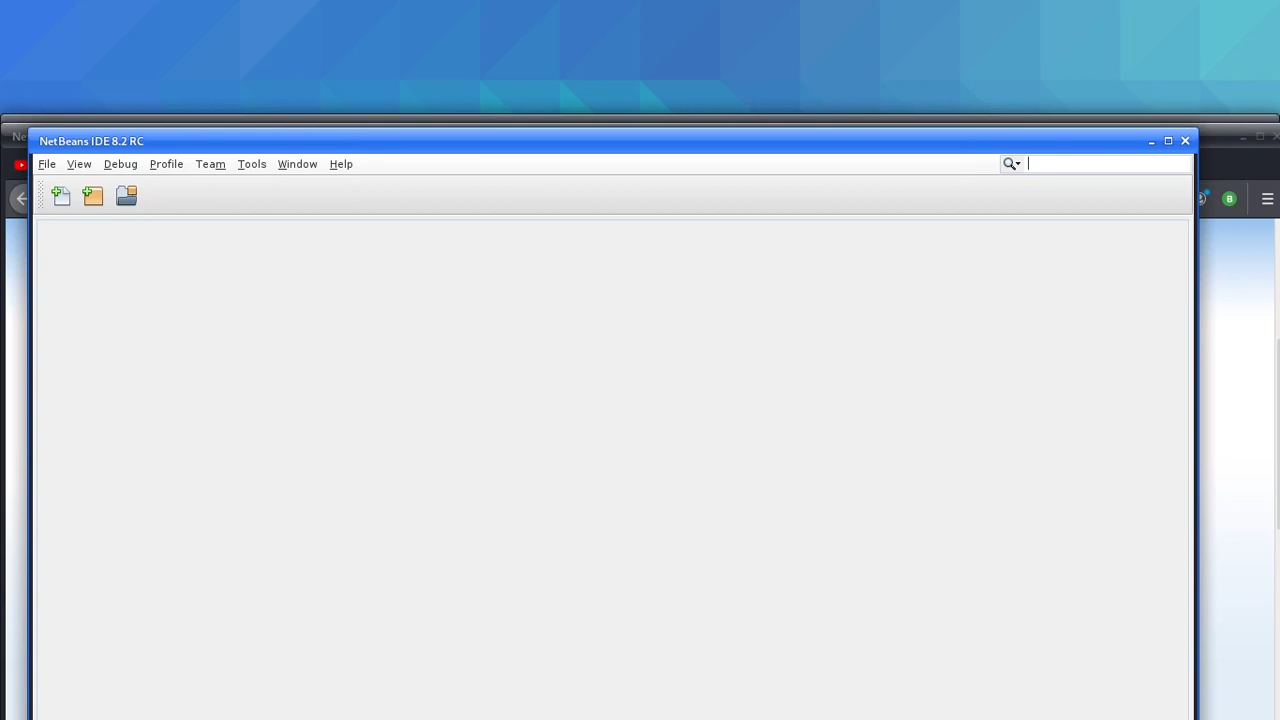 NetBeans IDE 8.2 RC
File View Debug Profile Team Tools Window Help
B